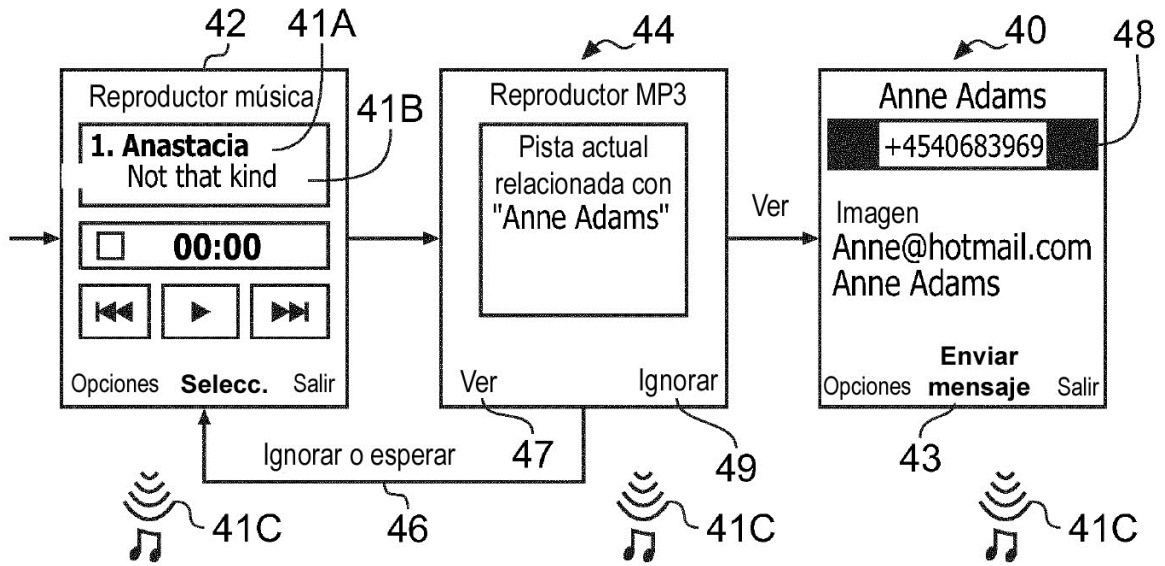 42
41A
44
40
48
Reproductor música
1. Anastacia
Not that kind
41B
00:00
Opciones Selecc. Salir
Reproductor MP3
Pista actual
relacionada con
"Anne Adams"
Ver
Ignorar
47
49
Ver
Anne Adams
+4540683969
Imagen
Anne@hotmail.com
Anne Adams
Enviar
Opciones mensaje Salir
43
Ignorar o esperar
46
41C
41C
41C